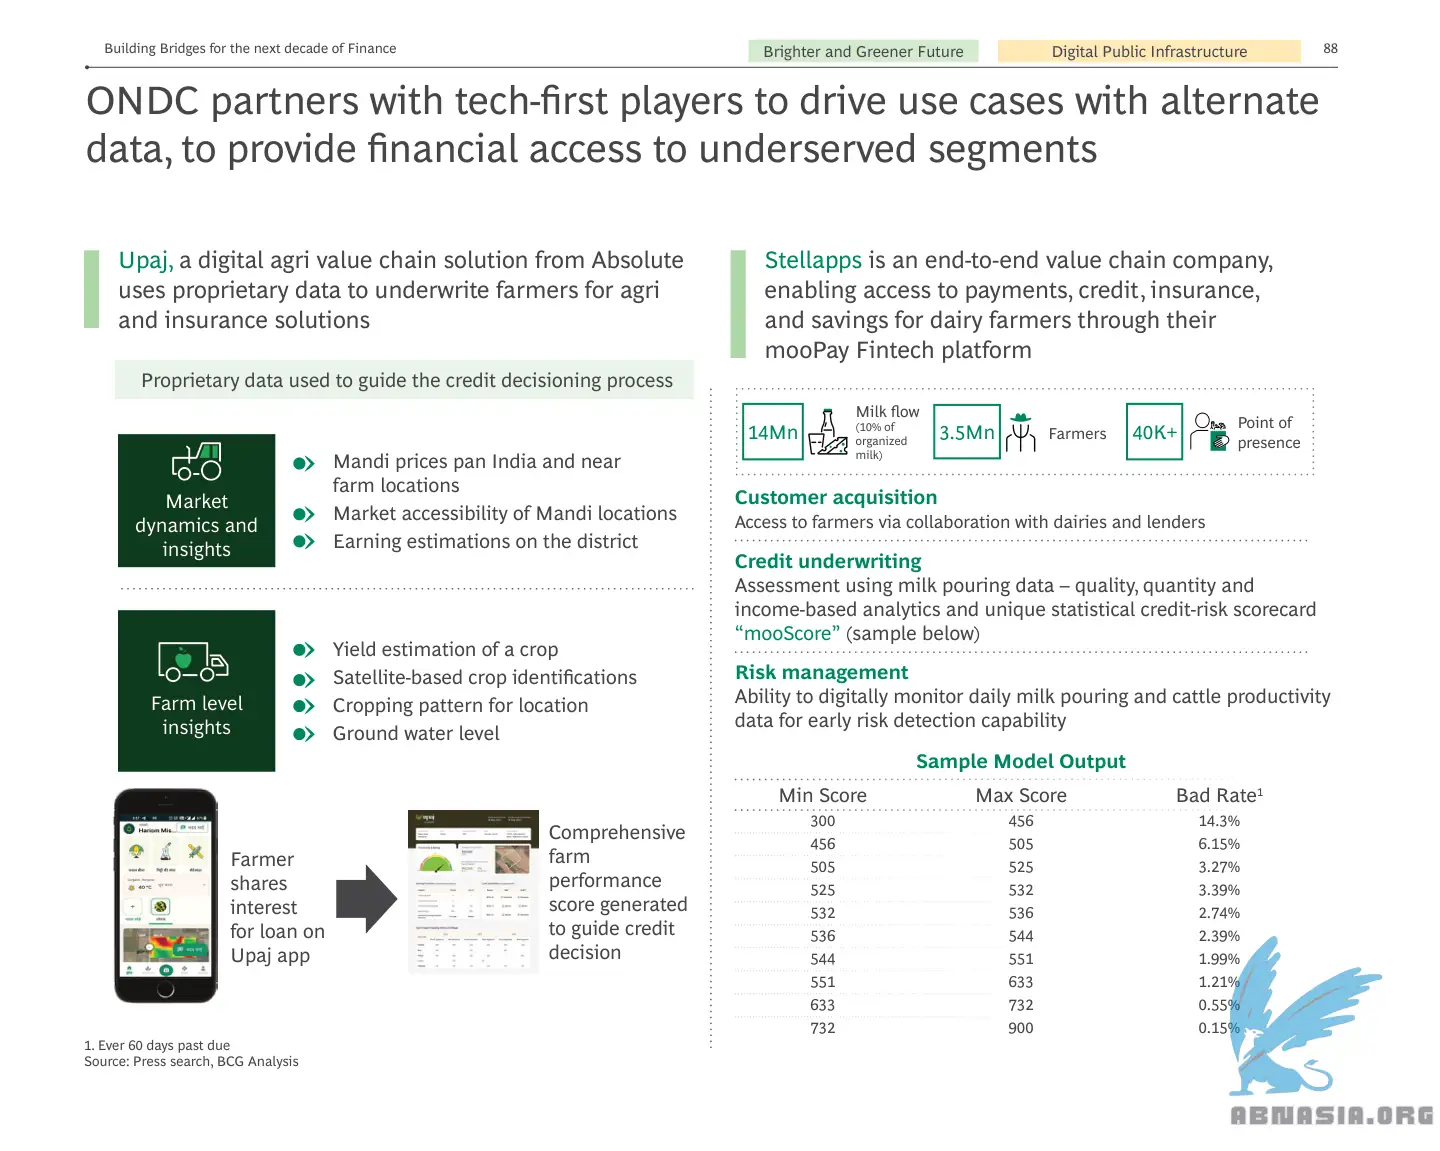 Building Bridges for the next decade of Finance
Brighter and Greener Future
Digital Public Infrastructure
88
ONDC partners with tech-first players to drive use cases with alternate
data, to provide financial access to underserved segments
Upaj, a digital agri value chain solution from Absolute
uses proprietary data to underwrite farmers for agri
and insurance solutions
Proprietary data used to guide the credit decisioning process
Market
dynamics and
insights
Mandi prices pan India and near
farm locations
Market accessibility of Mandi locations
Earning estimations on the district
Farm level
insights
Yield estimation of a crop
Satellite-based crop identifications
Cropping pattern for location
Ground water level
Hariom Mis...
40 °C
Farmer
shares
interest
for loan on
Upaj app
Comprehensive
farm
performance
score generated
to guide credit
decision
1. Ever 60 days past due
Source: Press search, BCG Analysis
Stellapps is an end-to-end value chain company,
enabling access to payments, credit, insurance,
and savings for dairy farmers through their
mooPay Fintech platform
14Mn
Milk flow
(10% of
organized
milk)
3.5Mn
Farmers
40K+
Point of
presence
Customer acquisition
Access to farmers via collaboration with dairies and lenders
Credit underwriting
Assessment using milk pouring data – quality, quantity and
income-based analytics and unique statistical credit-risk scorecard
“mooScore” (sample below)
Risk management
Ability to digitally monitor daily milk pouring and cattle productivity
data for early risk detection capability
Sample Model Output
Min Score Max Score Bad Rate¹
300 456 14.3%
456 505 6.15%
505 525 3.27%
525 532 3.39%
532 536 2.74%
536 544 2.39%
544 551 1.99%
551 633 1.21%
633 732 0.55%
732 900 0.15%
ABNASIA.ORG